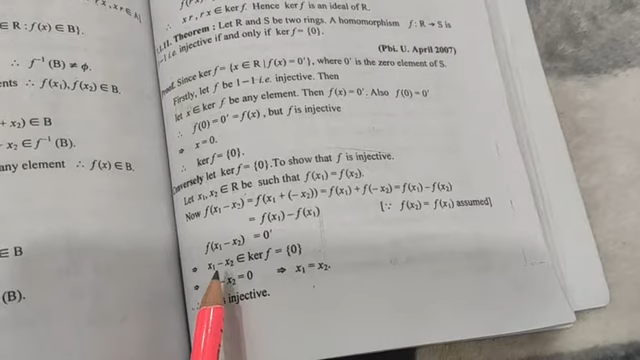 x, x r ∈ A]
∈ R : f(x) ∈ B}.
∴ f⁻¹(B) ≠ ϕ.
ents ∴ f(x₁), f(x₂) ∈ B.
+ x₂) ∈ B
- x₂ ∈ f⁻¹(B).
any element ∴ f(x) ∈ B.
∈ B
(B).
∴ xr, rx ∈ ker f. Hence ker f is an ideal of R.
.11. Theorem : Let R and S be two rings. A homomorphism f : R → S is
1–1 i.e. injective if and only if ker f = {0}.
(Pbi. U. April 2007)
Proof. Since ker f = {x ∈ R | f(x) = 0'}, where 0' is the zero element of S.
Firstly, let f be 1 – 1 i.e. injective. Then
let x ∈ ker f be any element. Then f(x) = 0'. Also f(0) = 0'
∴ f(0) = 0' = f(x), but f is injective
⇒ x = 0.
∴ ker f = {0}.
Conversely let ker f = {0}. To show that f is injective.
Let x₁, x₂ ∈ R be such that f(x₁) = f(x₂).
Now f(x₁ – x₂) = f(x₁ + (– x₂)) = f(x₁) + f(– x₂) = f(x₁) – f(x₂)
= f(x₁) – f(x₁) [∵ f(x₂) = f(x₁) assumed]
f(x₁ – x₂) = 0'
⇒ x₁ – x₂ ∈ ker f = {0}
⇒ – x₂ = 0 ⇒ x₁ = x₂.
∴ injective.